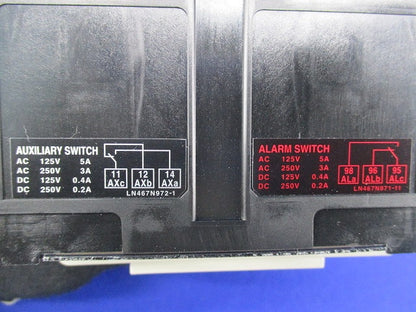 AUXILIARY SWITCH
AC 125V 5A
AC 250V 3A
DC 125V 0.4A
DC 250V 0.2A
11 12 14
AXc AXb AXa
LN467N972-1
ALARM SWITCH
AC 125V 5A
AC 250V 3A
DC 125V 0.4A
DC 250V 0.2A
98 96 95
ALa ALb ALc
LN467N971-11